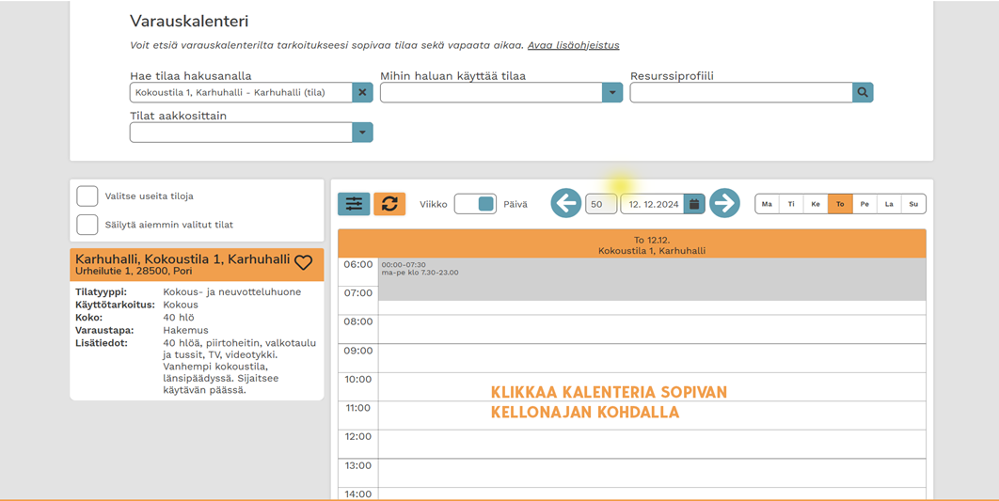 Varauskalenteri
Voit etsiä varauskalenterilta tarkoitukseesi sopivaa tilaa sekä vapaata aikaa. Avaa lisäohjeistus
Hae tilaa hakusanalla
Mihin haluan käyttää tilaa
Resurssiprofiili
Kokoustila 1, Karhuhalli - Karhuhalli (tila)
Tilat aakkosittain
Valitse useita tiloja
Säilytä aiemmin valitut tilat
Karhuhalli, Kokoustila 1, Karhuhalli
Urheilutie 1, 28500, Pori
Tilatyyppi: Kokous- ja neuvotteluhuone
Käyttötarkoitus: Kokous
Koko: 40 hlö
Varaustapa: Hakemus
Lisätiedot: 40 hlöä, piirtoheitin, valkotaulu
ja tussit, TV, videotykki.
Vanhempi kokoustila,
länsipäädyssä. Sijaitsee
käytävän päässä.
Viikko Päivä 50 12. 12.2024 Ma Ti Ke To Pe La Su
To 12.12.
Kokoustila 1, Karhuhalli
06:00
00:00-07:30
ma-pe klo 7.30-23.00
07:00
08:00
09:00
10:00
KLIKKAA KALENTERIA SOPIVAN
11:00 KELLONAJAN KOHDALLA
12:00
13:00
14:00